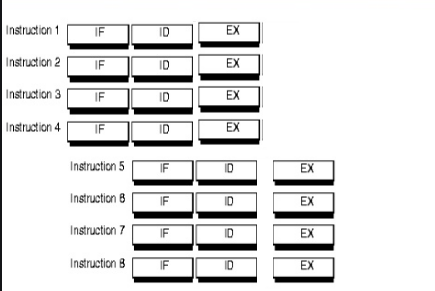 Instruction 1 IF ID EX
Instruction 2 IF ID EX
Instruction 3 IF ID EX
Instruction 4 IF ID EX
Instruction 5 IF ID EX
Instruction 6 IF ID EX
Instruction 7 IF ID EX
Instruction 8 IF ID EX